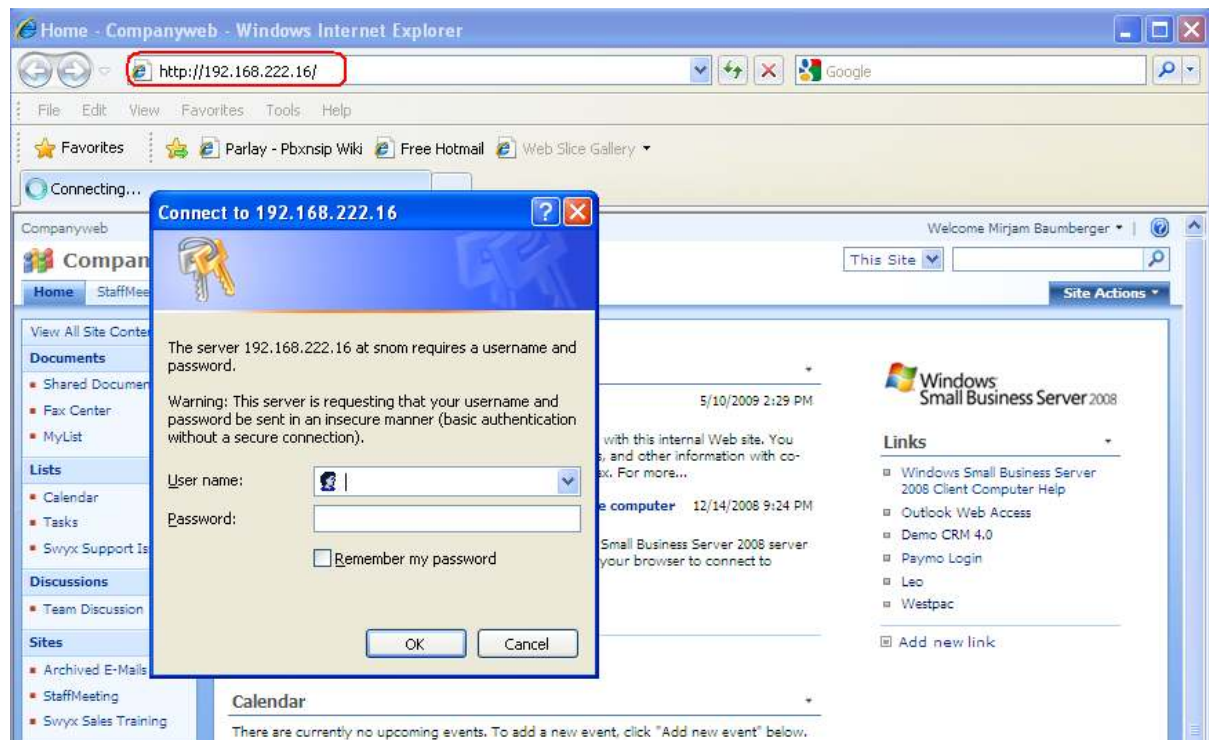 Home - Companyweb - Windows Internet Explorer
http://192.168.222.16/
Google
File Edit View Favorites Tools Help
Favorites Parlay - Pbxnsip Wiki Free Hotmail Web Slice Gallery
Connecting...
Companyweb
Welcome Mirjam Baumberger
Compan
This Site
Home StaffMee
Site Actions
View All Site Conte
Documents
Shared Documen
Fax Center
MyList
Lists
Calendar
Tasks
Swyx Support Is
Discussions
Team Discussion
Sites
Archived E-Mails
StaffMeeting
Swyx Sales Training
Connect to 192.168.222.16
The server 192.168.222.16 at snom requires a username and
password.
Warning: This server is requesting that your username and
password be sent in an insecure manner (basic authentication
without a secure connection).
User name:
Password:
Remember my password
OK Cancel
5/10/2009 2:29 PM
with this internal Web site. You
, and other information with co-
ax. For more...
e computer 12/14/2008 9:24 PM
Small Business Server 2008 server
your browser to connect to
Calendar
There are currently no upcoming events. To add a new event, click "Add new event" below.
Windows
Small Business Server 2008
Links
Windows Small Business Server
2008 Client Computer Help
Outlook Web Access
Demo CRM 4.0
Paymo Login
Leo
Westpac
Add new link